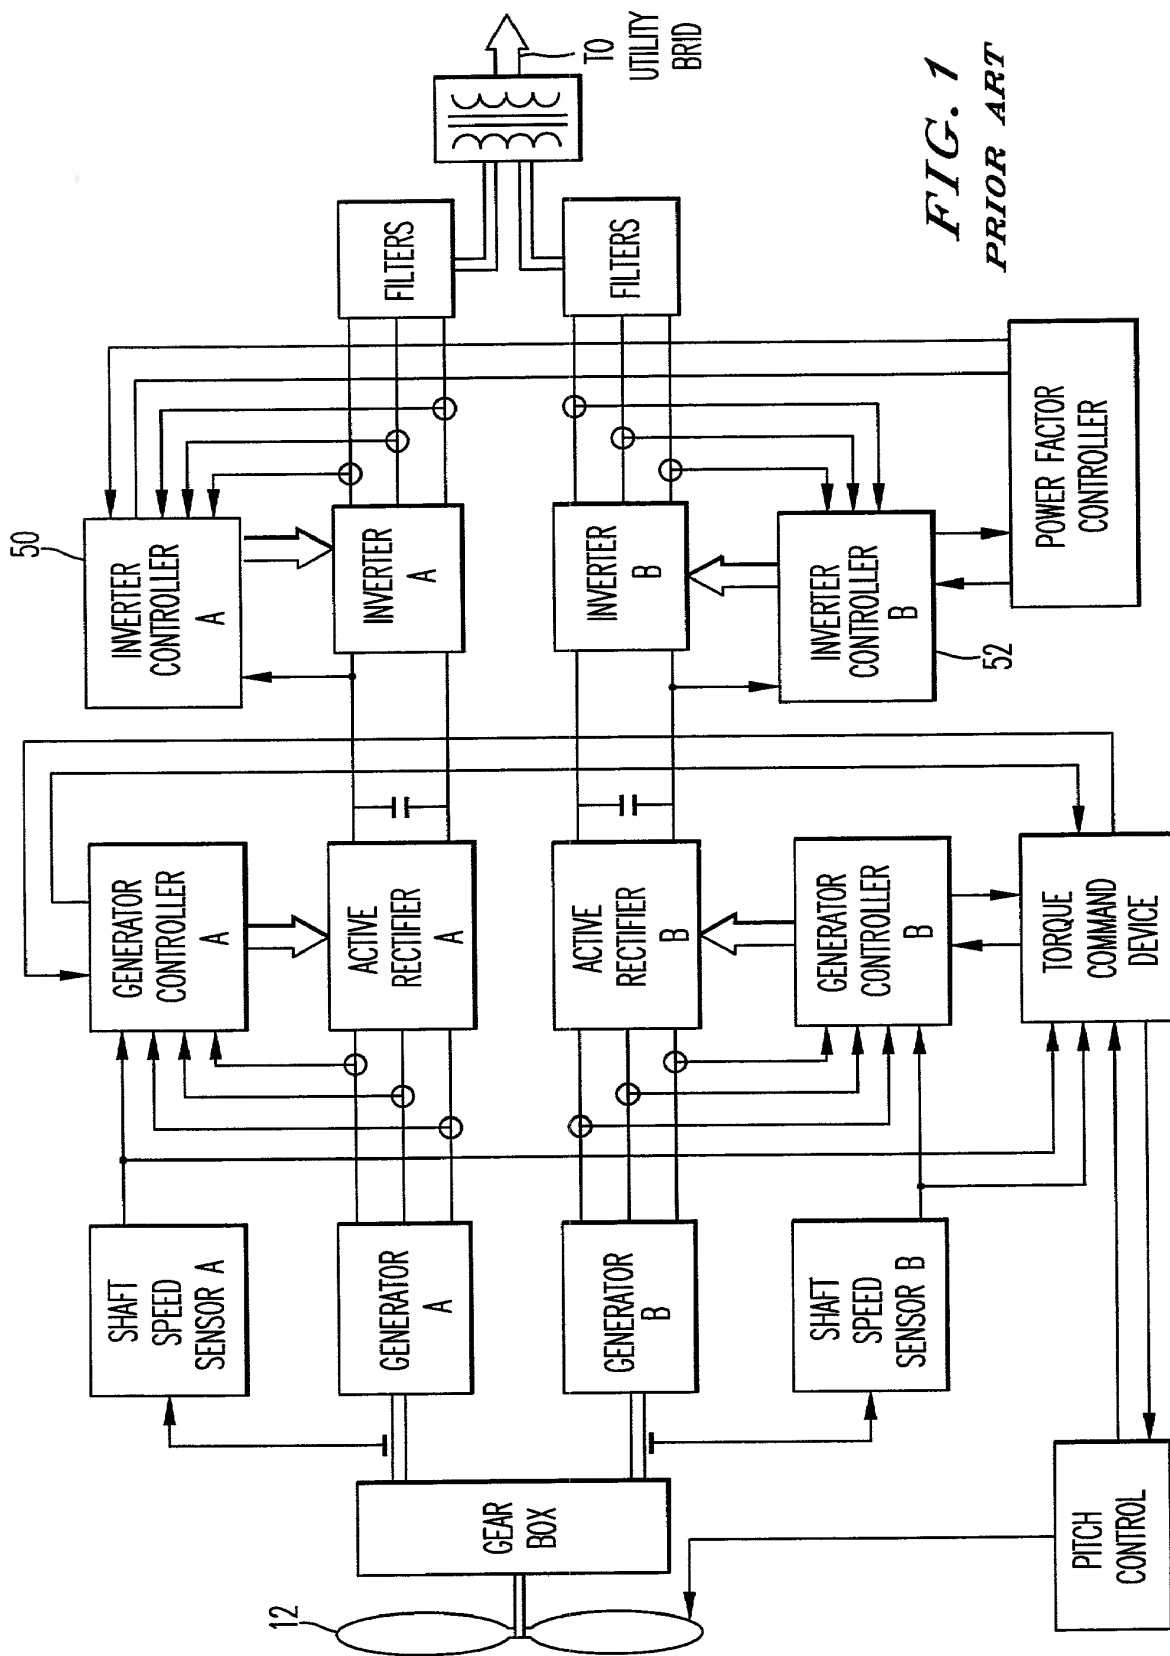 FIG. 1
PRIOR ART
12
GEAR
BOX
SHAFT
SPEED
SENSOR A
GENERATOR
A
GENERATOR
B
SHAFT
SPEED
SENSOR B
PITCH
CONTROL
GENERATOR
CONTROLLER
A
ACTIVE
RECTIFIER
A
ACTIVE
RECTIFIER
B
GENERATOR
CONTROLLER
B
TORQUE
COMMAND
DEVICE
50
INVERTER
CONTROLLER
A
INVERTER
A
INVERTER
B
INVERTER
CONTROLLER
B
52
POWER FACTOR
CONTROLLER
FILTERS
FILTERS
TO
UTILITY
BRID